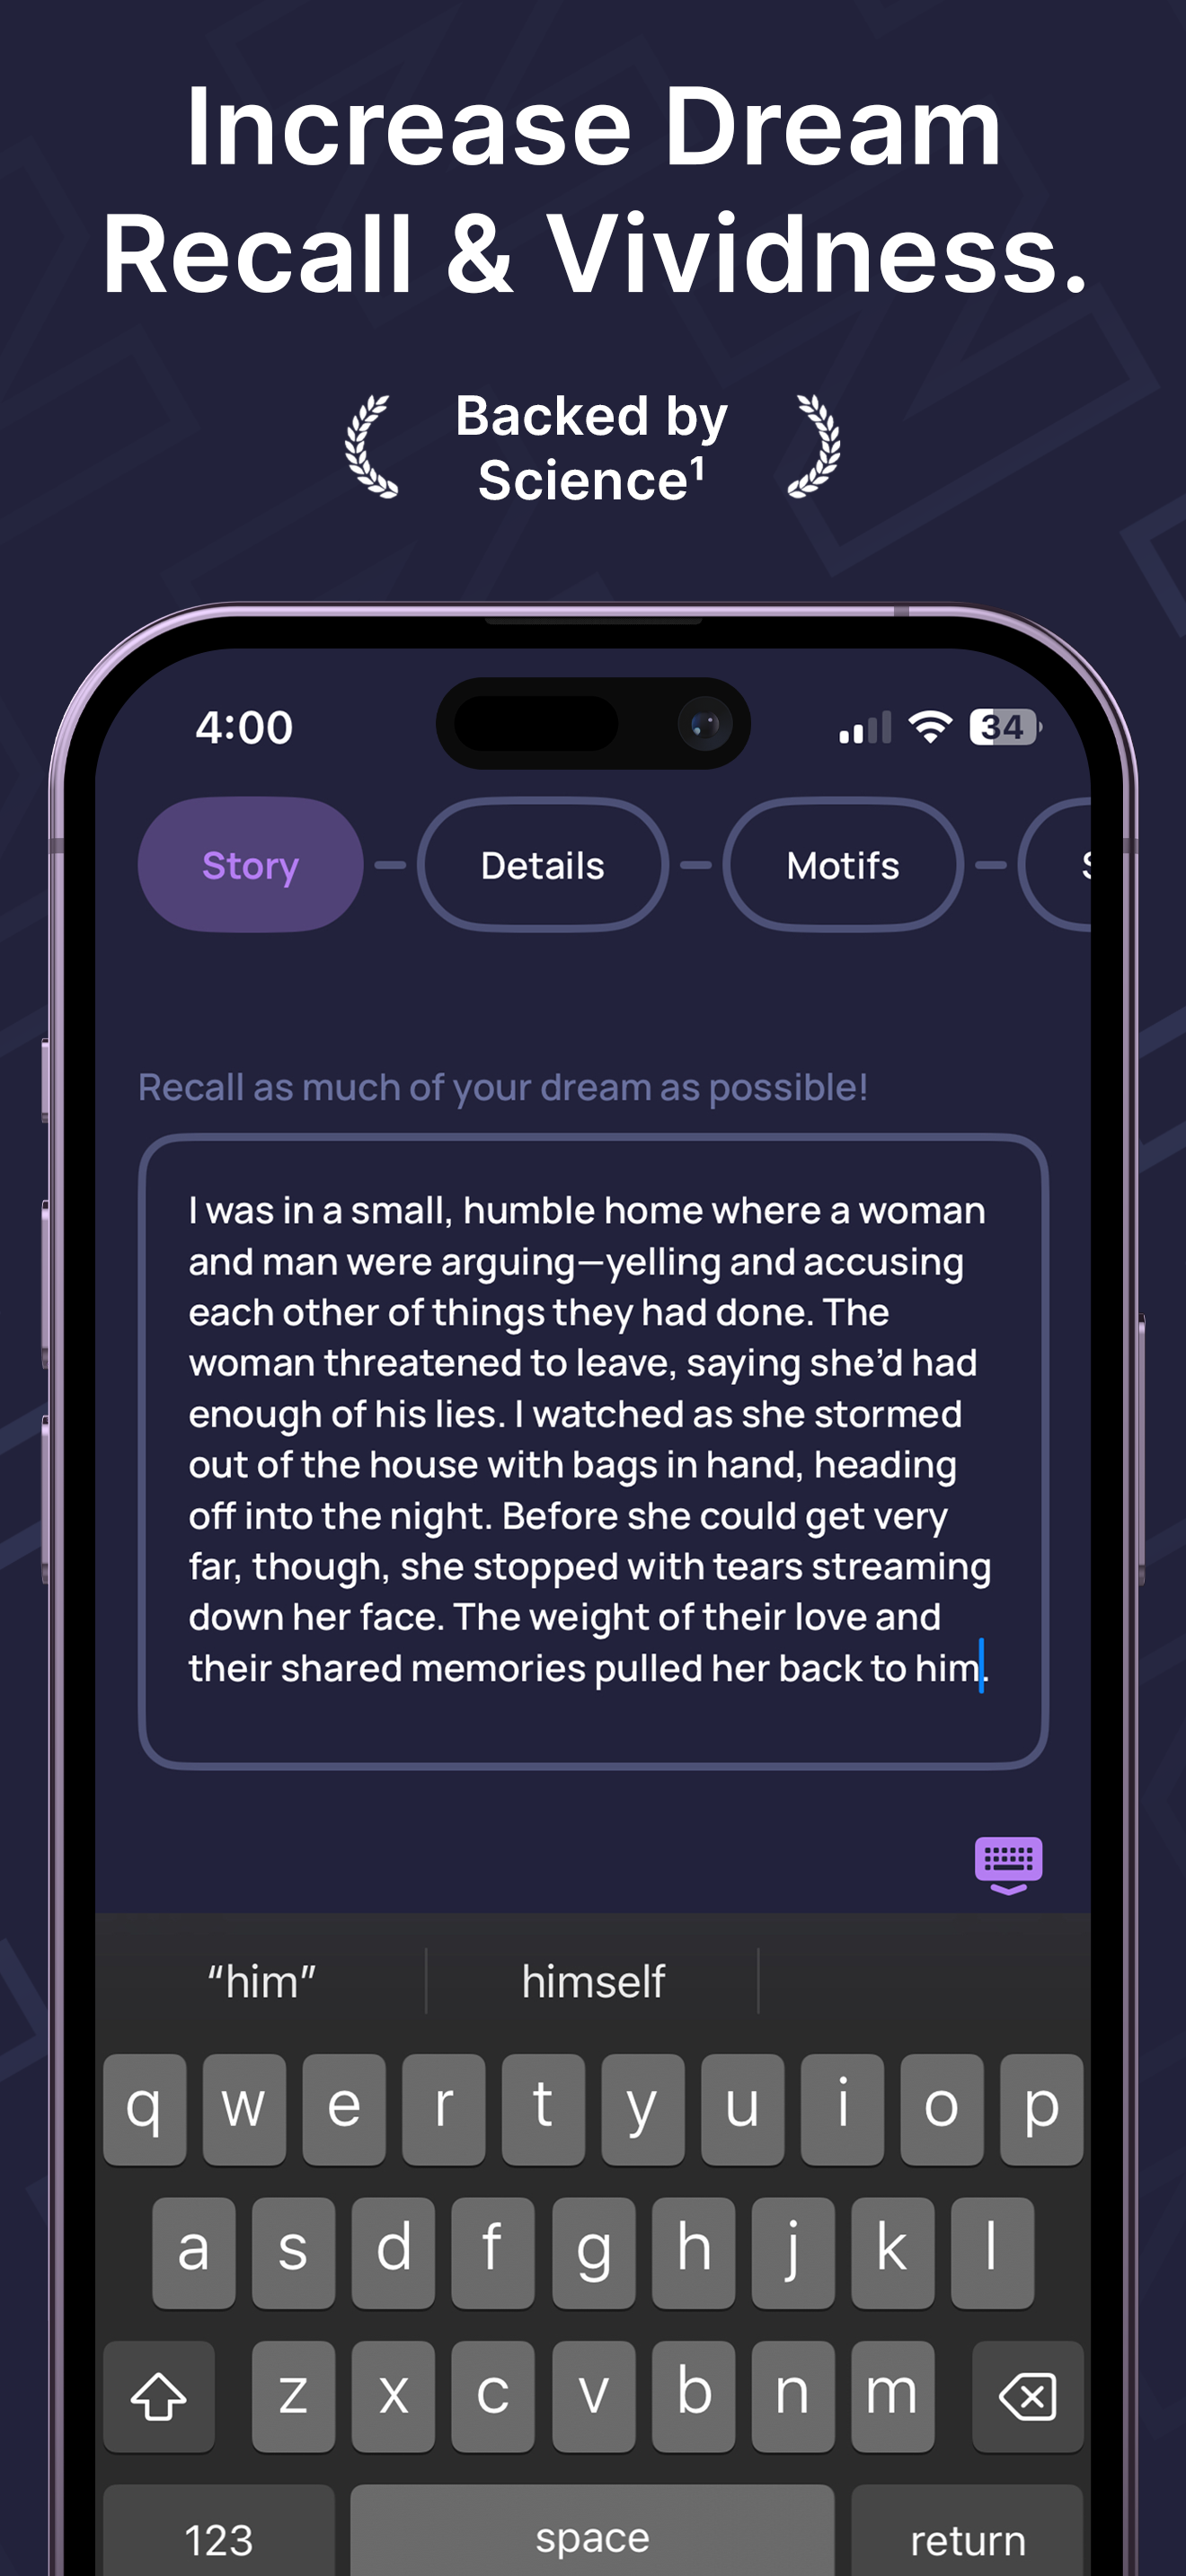 Increase Dream
Recall & Vividness.
Backed by
Science¹
4:00
34
Story
Details
Motifs
Recall as much of your dream as possible!
I was in a small, humble home where a woman
and man were arguing—yelling and accusing
each other of things they had done. The
woman threatened to leave, saying she’d had
enough of his lies. I watched as she stormed
out of the house with bags in hand, heading
off into the night. Before she could get very
far, though, she stopped with tears streaming
down her face. The weight of their love and
their shared memories pulled her back to him.
“him”
himself
q w e r t y u i o p
a s d f g h j k l
z x c v b n m
123
space
return